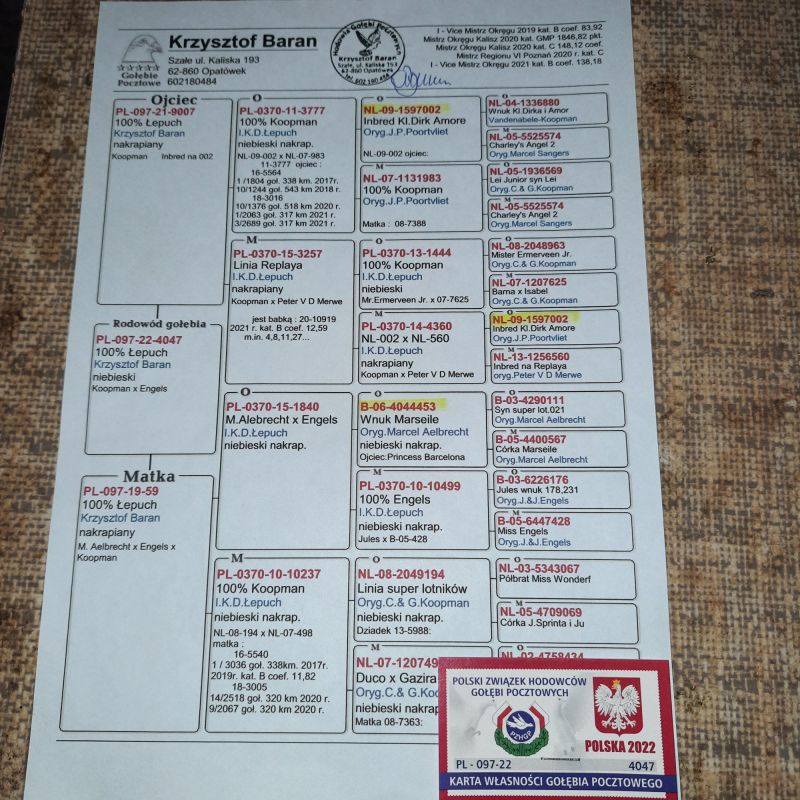 Gołębie
Pocztowe
Krzysztof Baran
Szałe ul. Kaliska 193
62-860 Opatówek
602180484
Hodowla Gołębi Pocztowych
Krzysztof Baran
Szałe, ul. Kaliska 193
62-860 Opatówek
Tel. 602 180 484
I - Vice Mistrz Okręgu 2019 kat B coef. 83,92
Mistrz Okręgu Kalisz 2020 kat. GMP 1846,82 pkt.
Mistrz Okręgu Kalisz 2020 kat C 148,12 coef.
Mistrz Regionu VI Poznań 2020 r. kat. C
I - Vice Mistrz Okręgu 2021 kat. B coef. 138,18
Ojciec
PL-097-21-9007
100% Łepuch
Krzysztof Baran
nakrapiany
Koopman Inbred na 002
Rodowód gołębia
PL-097-22-4047
100% Łepuch
Krzysztof Baran
niebieski
Koopman x Engels
Matka
PL-097-19-59
100% Łepuch
Krzysztof Baran
nakrapiany
M. Aelbrecht x Engels x
Koopman
O
PL-0370-11-3777
100% Koopman
I.K.D.Łepuch
niebieski nakrap.
NL-09-002 x NL-07-983
11-3777 ojciec :
16-5564
1 /1804 goł. 338 km. 2017r.
10/1244 goł. 543 km 2018 r.
18-3016
10/1376 goł. 518 km 2020 r.
1/2063 goł. 317 km 2021 r.
3/2689 goł. 317 km 2021 r.
M
PL-0370-15-3257
Linia Replaya
I.K.D.Łepuch
nakrapiany
Koopman x Peter V D Merwe
jest babką : 20-10919
2021 r. kat. B coef. 12,59
m.in. 4,8,11,27...
O
PL-0370-15-1840
M.Alebrecht x Engels
I.K.D.Łepuch
niebieski nakrap.
M
PL-0370-10-10237
100% Koopman
I.K.D.Łepuch
niebieski nakrap.
NL-08-194 x NL-07-498
matka :
16-5540
1 / 3036 goł. 338km. 2017r.
2019r. kat. B coef. 11,82
18-3005
14/2518 goł. 320 km 2020 r.
9/2067 goł. 320 km 2020 r.
O
NL-09-1597002
Inbred Kl.Dirk Amore
Oryg.J.P.Poortvliet
NL-09-002 ojciec:
M
NL-07-1131983
100% Koopman
Matka : 08-7388
O
PL-0370-13-1444
100% Koopman
I.K.D.Łepuch
niebieski
Mr.Ermerveen Jr. x 07-7625
M
PL-0370-14-4360
NL-002 x NL-560
I.K.D.Łepuch
nakrapiany
Koopman x Peter V D Merwe
O
B-06-4044453
Wnuk Marseile
Oryg.Marcel Aelbrecht
niebieski nakrap.
Ojciec:Princess Barcelona
M
PL-0370-10-10499
100% Engels
I.K.D.Łepuch
niebieski nakrap.
Jules x B-05-428
O
NL-08-2049194
Linia super lotników
Oryg.C.& G.Koopman
niebieski nakrap.
Dziadek 13-5988:
M
Duco x Gazira
niebieski nakrap
Matka 08-7363:
O
NL-04-1336880
Wnuk Kl.Dirka i Amor
Vandenabele-Koopman
M
NL-05-5525574
Charley's Angel 2
Oryg.Marcel Sangers
O
NL-05-1936569
Lei Junior syn Lei
Oryg.C & G.Koopman
M
NL-05-5525574
Charley's Angel 2
Oryg.Marcel Sangers
O
NL-08-2048963
Mister Ermerveen Jr.
Oryg.C.& G.Koopman
M
NL-07-1207625
Barna x Isabel
Oryg.C & G.Koopman
O
NL-09-1597002
Inbred Kl.Dirk Amore
Oryg.J.P.Poortvliet
M
NL-13-1256560
Inbred na Replaya
oryg.Peter V D Merwe
O
B-03-4290111
Syn super lot.021
Oryg.Marcel Aelbrecht
M
B-05-4400567
Córka Marseile
Oryg.Marcel Aelbrecht
O
B-03-6226176
Jules wnuk 178,231
Oryg.J.&J.Engels
M
B-05-6447428
Miss Engels
Oryg.J.&J.Engels
O
NL-03-5343067
Półbrat Miss Wonderf
M
NL-05-4709069
Córka J.Sprinta i Ju
O
NL-02-4758434
POLSKI ZWIĄZEK HODOWCÓW
GOŁĘBI POCZTOWYCH
PZHGP
POLSKA 2022
PL - 097-22 4047
KARTA WŁASNOŚCI GOŁĘBIA POCZTOWEGO